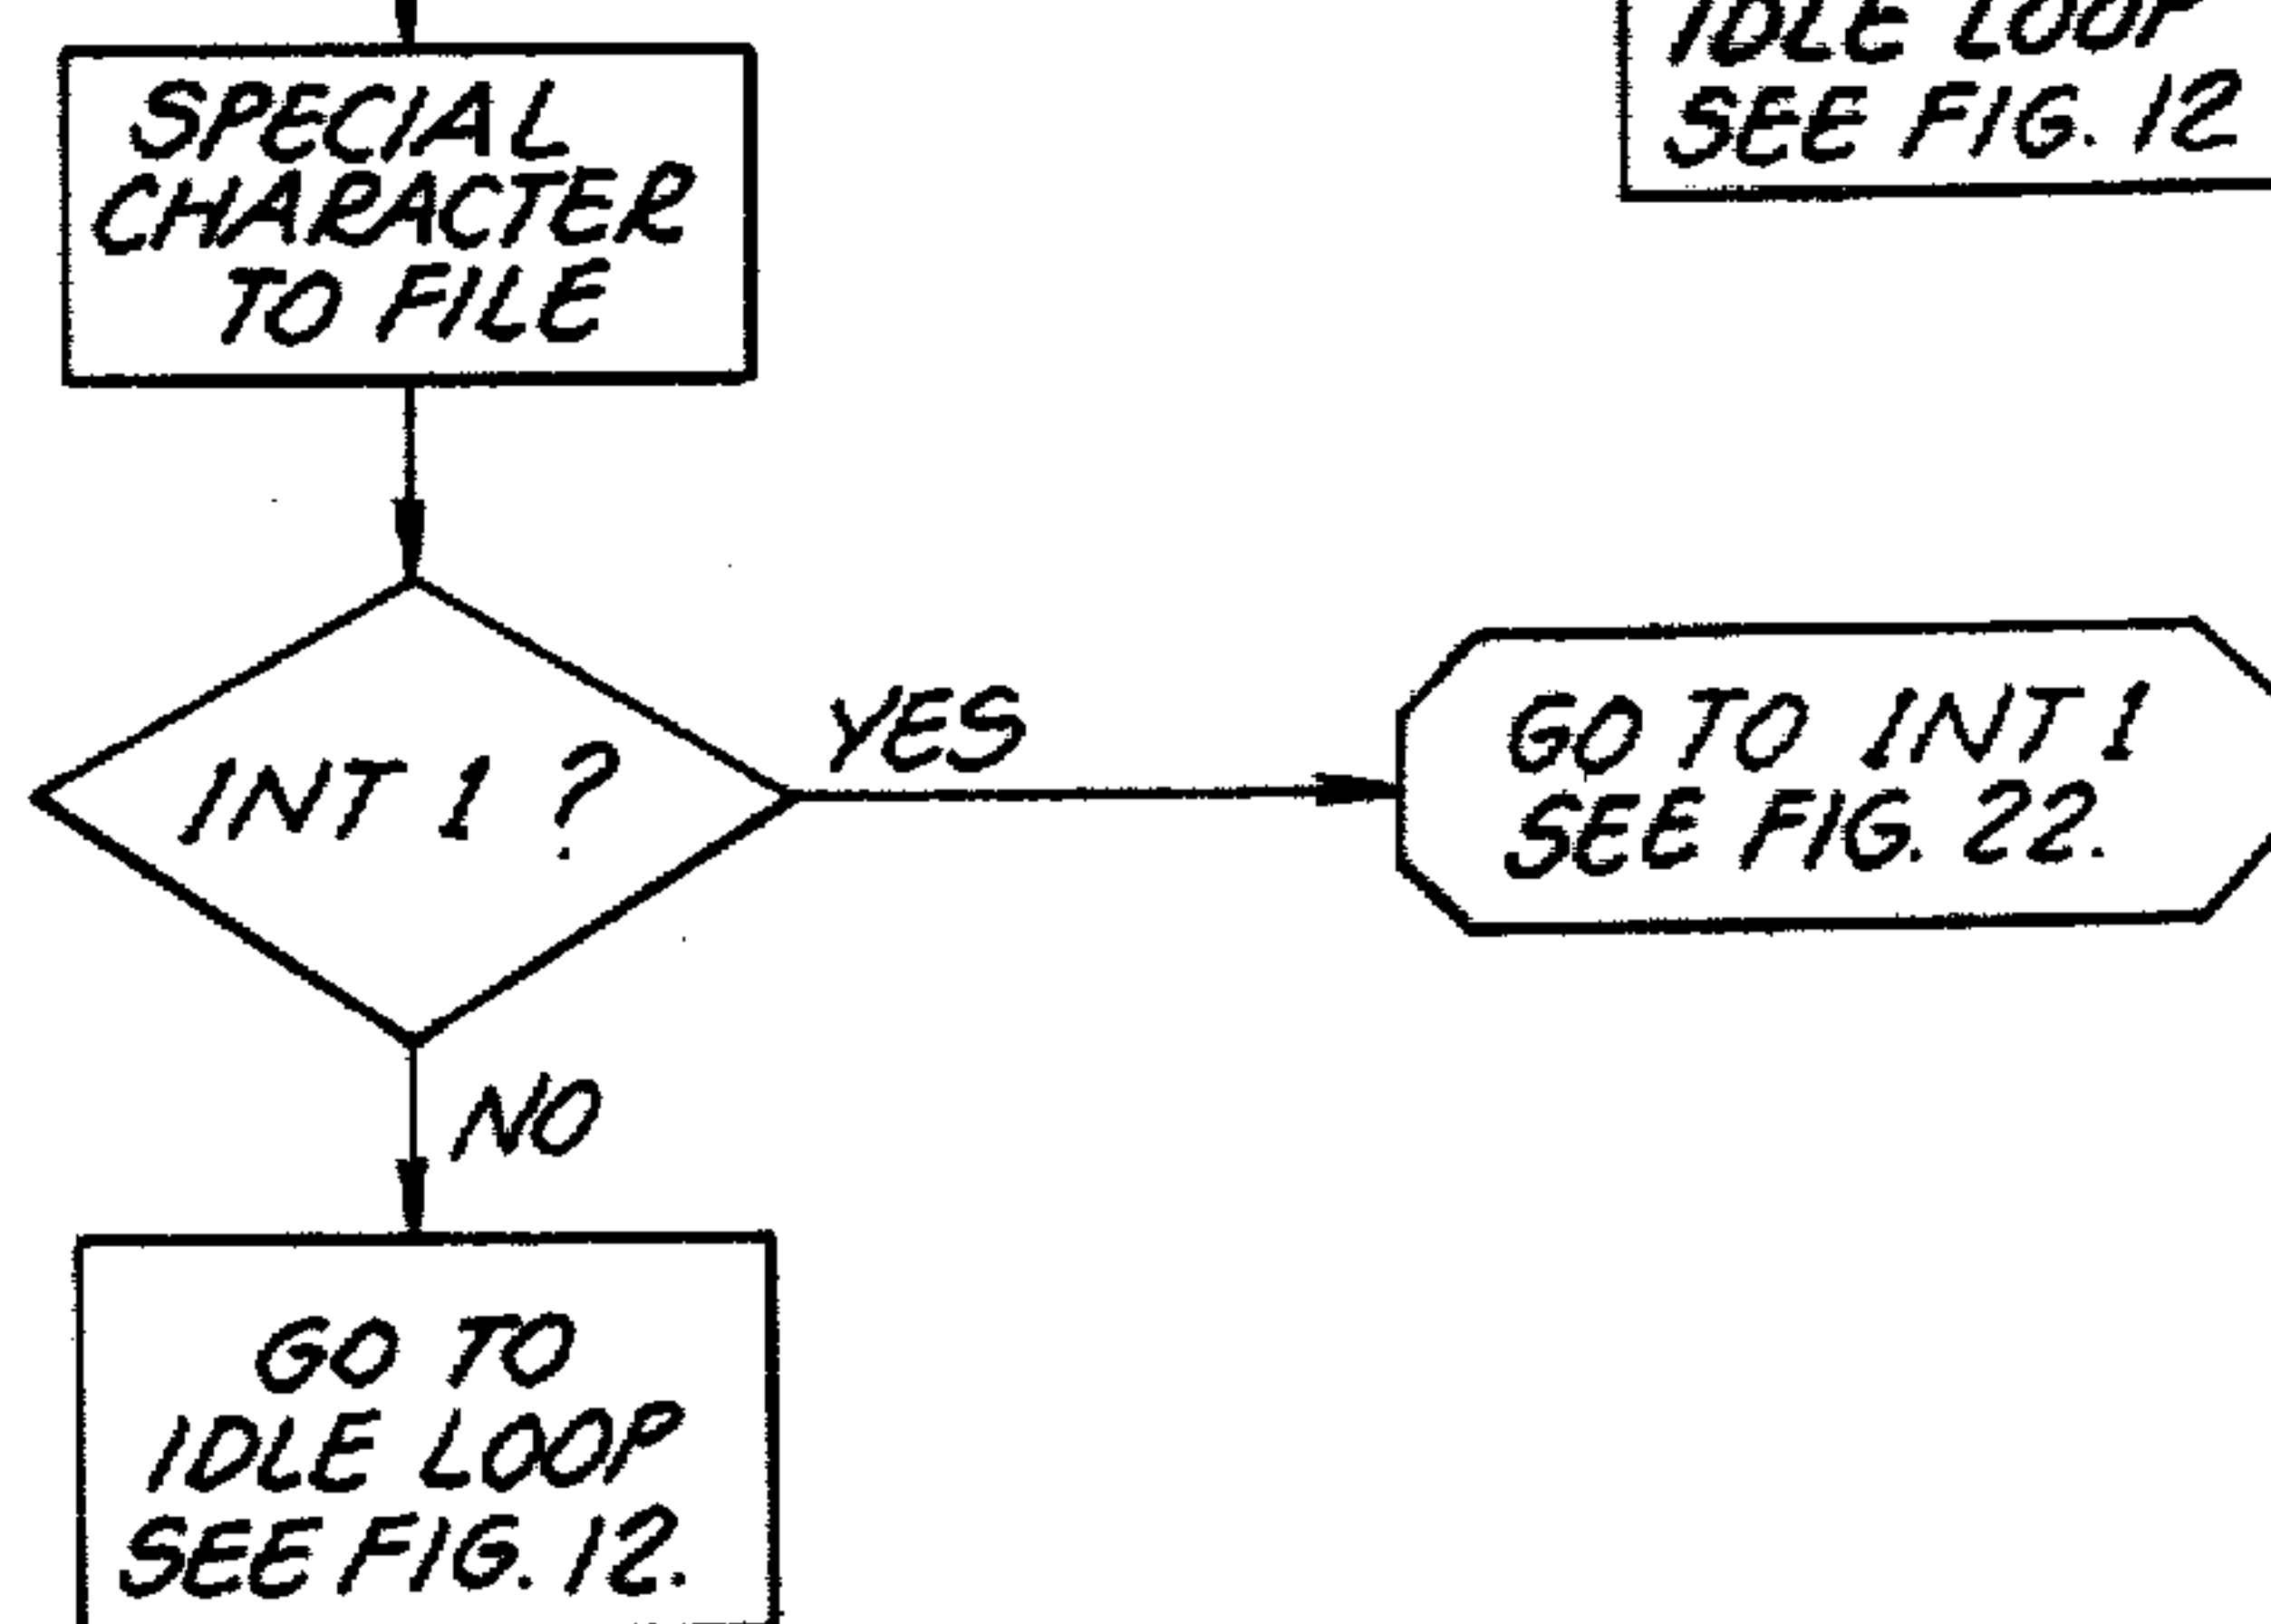 IDLE LOOP
SEE FIG. 12
SPECIAL
CHARACTER
TO FILE
INT 1 ?
YES
GO TO INT 1
SEE FIG. 22.
NO
GO TO
IDLE LOOP
SEE FIG. 12.